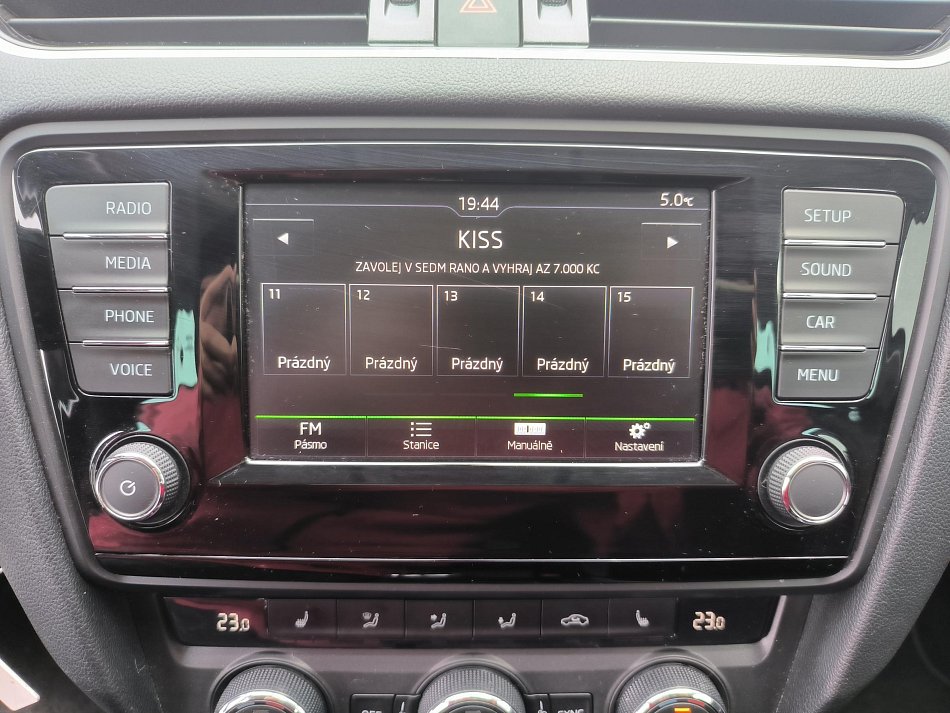 RADIO
MEDIA
PHONE
VOICE
19:44
5.0°C
KISS
ZAVOLEJ V SEDM RANO A VYHRAJ AZ 7.000 KC
11 12 13 14 15
Prázdný Prázdný Prázdný Prázdný Prázdný
FM
Pásmo Stanice Manuálně Nastavení
SETUP
SOUND
CAR
MENU
23.0 23.0
OFF SYNC